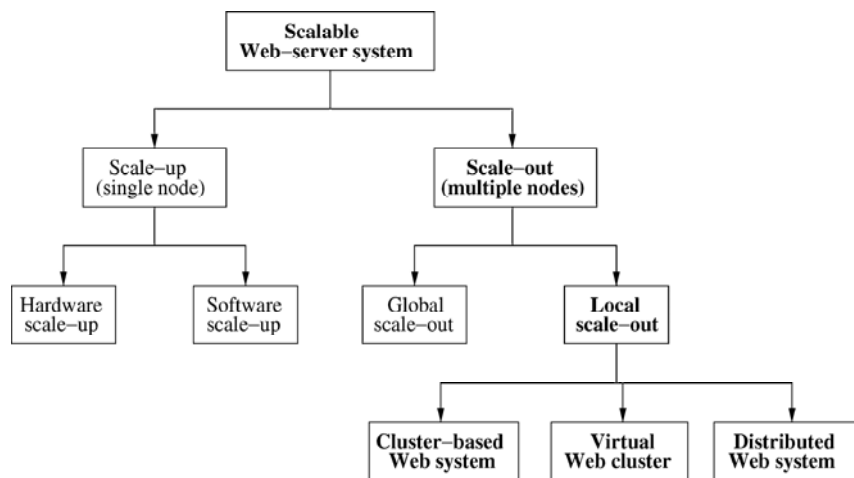 Scalable
Web−server system
Scale−up
(single node)
Scale−out
(multiple nodes)
Hardware
scale−up
Software
scale−up
Global
scale−out
Local
scale−out
Cluster−based
Web system
Virtual
Web cluster
Distributed
Web system